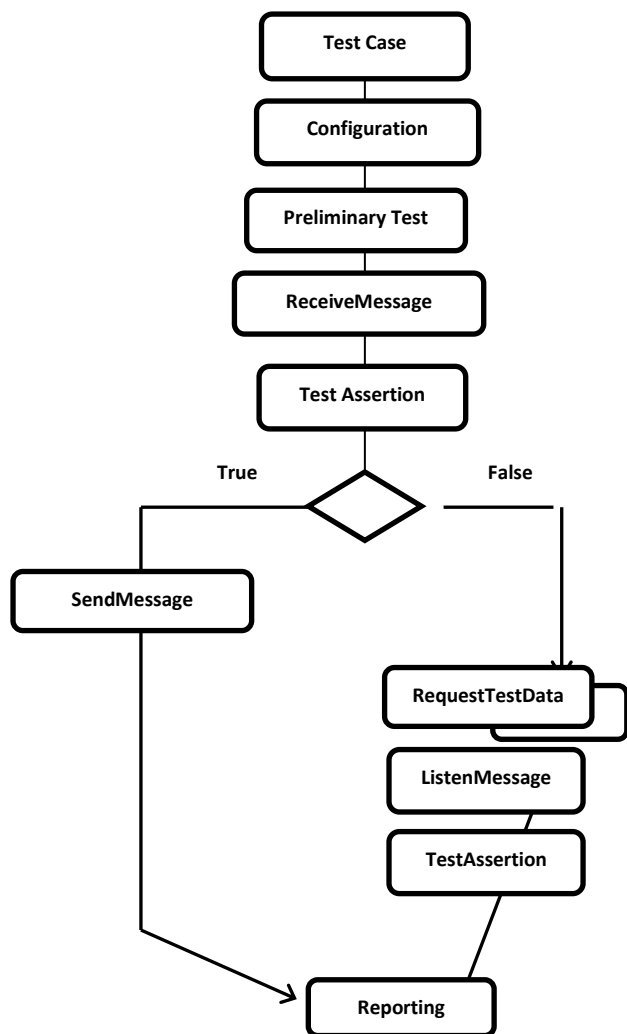 Test Case
Configuration
Preliminary Test
ReceiveMessage
Test Assertion
True
False
SendMessage
RequestTestData
ListenMessage
TestAssertion
Reporting